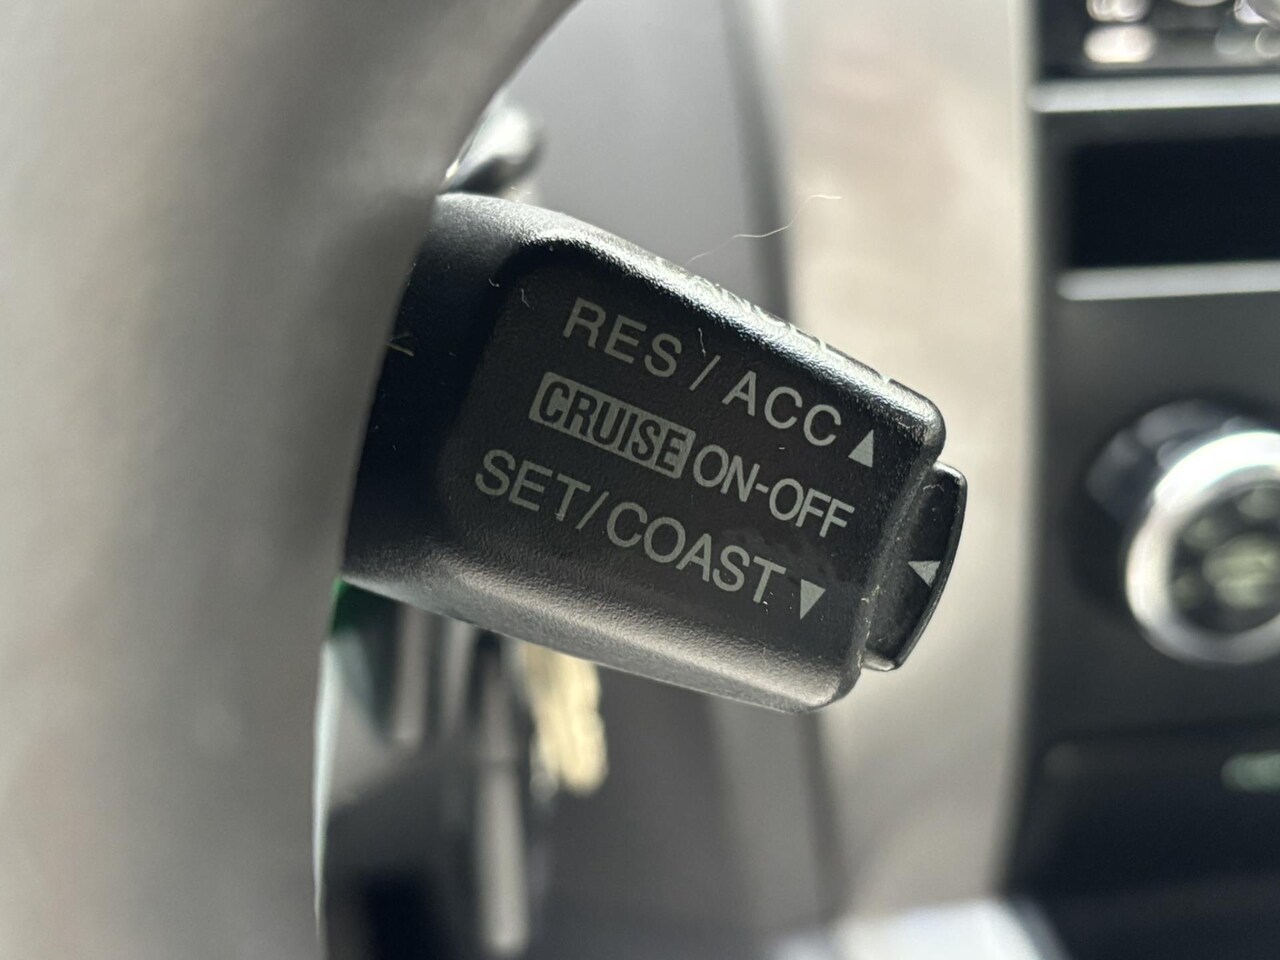 RES / ACC ▲
CRUISE ON-OFF
SET/COAST ▼